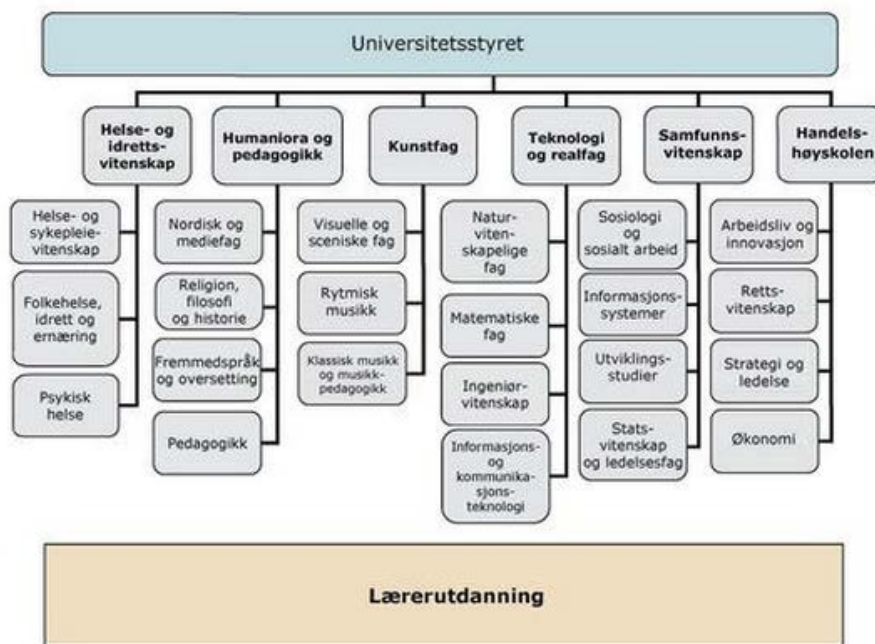 Universitetsstyret
Helse- og
idretts-
vitenskap
Helse- og
sykepleie-
vitenskap
Folkehelse,
idrett og
ernæring
Psykisk
helse
Humaniora og
pedagogikk
Nordisk og
mediefag
Religion,
filosofi
og historie
Fremmedspråk
og oversetting
Pedagogikk
Kunstfag
Visuelle og
sceniske fag
Rytmisk
musikk
Klassisk musikk
og musikk-
pedagogikk
Teknologi
og realfag
Natur-
viten-
skapelige
fag
Matematiske
fag
Ingeniør-
vitenskap
Informasjons-
og
kommunika-
sjons-
teknologi
Samfunns-
vitenskap
Sosiologi
og
sosialt arbeid
Informasjons-
systemer
Utviklings-
studier
Stats-
vitenskap
og ledelsesfag
Handels-
høyskolen
Arbeidsliv og
innovasjon
Retts-
vitenskap
Strategi og
ledelse
Økonomi
Lærerutdanning